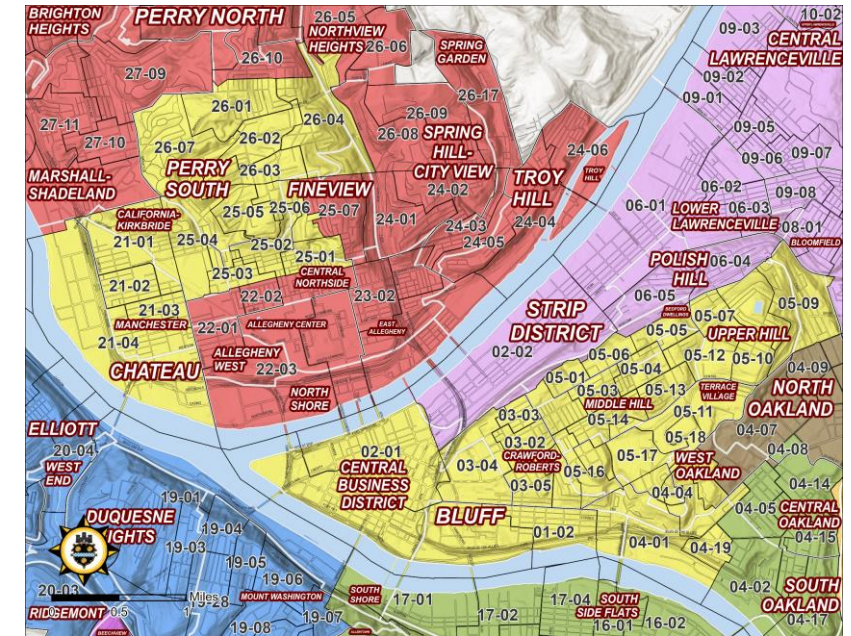 BRIGHTON
HEIGHTS
PERRY NORTH
26-05
NORTHVIEW
HEIGHTS
26-06
SPRING
GARDEN
10-02
09-03
CENTRAL
LAWRENCEVILLE
26-10
27-09
09-02
09-01
26-17
26-01
26-04
26-09
26-08
SPRING
HILL-
CITY VIEW
27-11
27-10
26-07
26-02
26-03
09-05
09-06
09-07
24-06
TROY
HILL
TROY
HILL
MARSHALL-
SHADELAND
PERRY
SOUTH
FINEVIEW
24-02
06-02
09-08
CALIFORNIA-
KIRKBRIDE
25-05
25-06
25-07
24-01
24-03
24-04
24-05
06-01
LOWER
LAWRENCEVILLE
06-03
08-01
BLOOMFIELD
21-01
25-04
25-02
25-01
25-03
POLISH
HILL
06-04
21-02
CENTRAL
NORTHSIDE
22-02
23-02
06-05
05-09
21-03
MANCHESTER
22-01
ALLEGHENY CENTER
EAST
ALLEGHENY
STRIP
DISTRICT
BEDFORD
DWELLINGS
05-07
05-05
UPPER HILL
21-04
CHATEAU
ALLEGHENY
WEST
22-03
02-02
05-06
05-04
05-12
05-10
05-01
05-03
05-13
TERRACE
VILLAGE
04-09
NORTH
OAKLAND
NORTH
SHORE
MIDDLE HILL
05-14
05-11
03-03
ELLIOTT
20-04
WEST
END
02-01
CENTRAL
BUSINESS
DISTRICT
03-02
CRAWFORD-
ROBERTS
03-04
03-05
05-16
05-17
05-18
WEST
OAKLAND
04-07
04-08
04-04
04-14
04-05
CENTRAL
OAKLAND
04-15
19-01
DUQUESNE
IGHTS
19-04
19-03
BLUFF
01-02
04-01
04-19
19-05
19-06
MOUNT WASHINGTON
20-03
Miles
0
0.5
1
19-28
RIDGEMONT
BEECHVIEW
19-08
19-07
SOUTH
SHORE
17-01
17-02
17-04
SOUTH
SIDE FLATS
16-01
16-02
04-02
SOUTH
OAKLAND
04-17